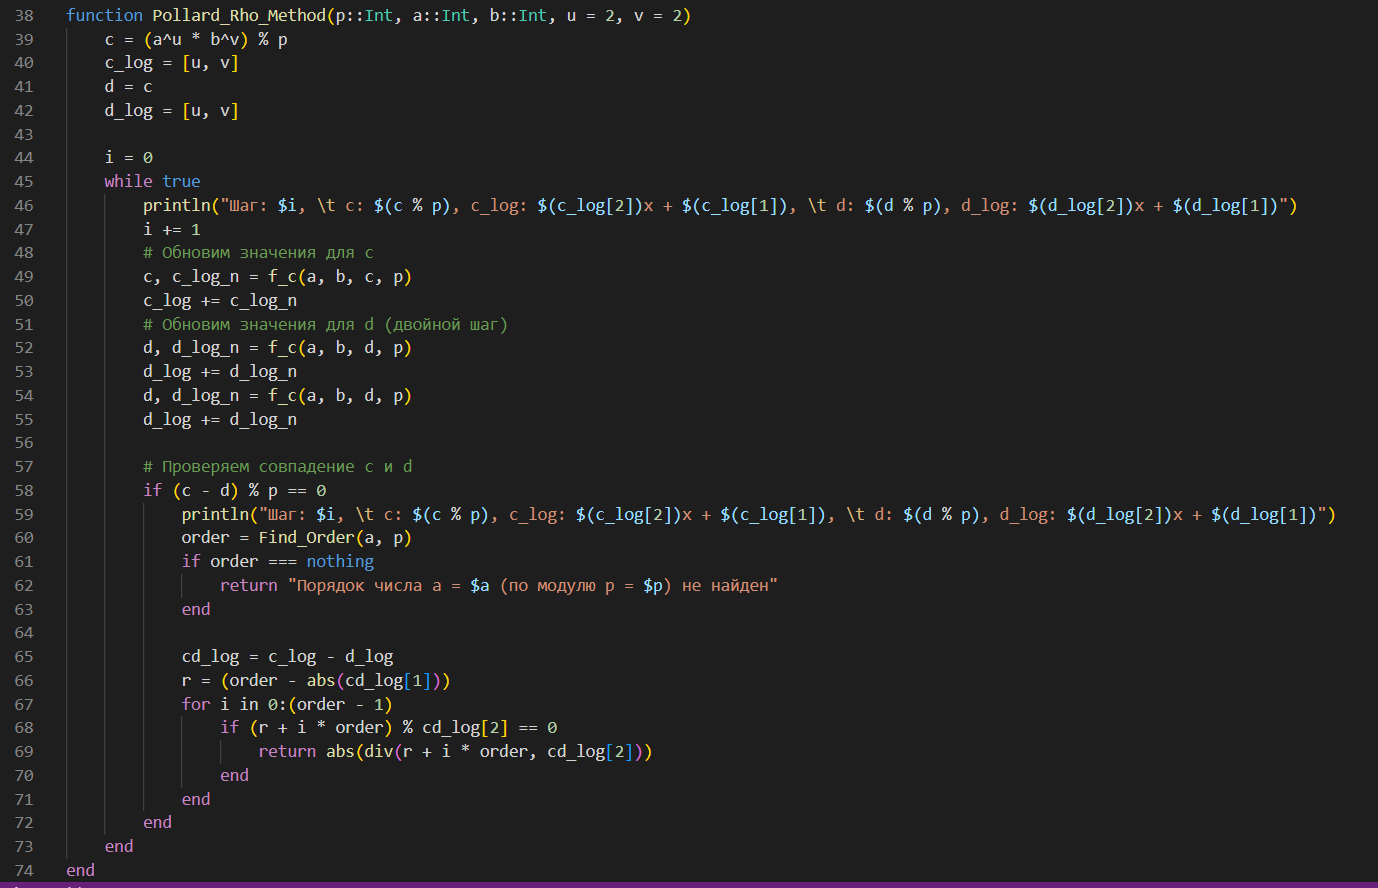 38 function Pollard_Rho_Method(p::Int, a::Int, b::Int, u = 2, v = 2)
39     c = (a^u * b^v) % p
40     c_log = [u, v]
41     d = c
42     d_log = [u, v]
43
44     i = 0
45     while true
46         println("Шаг: $i, \t c: $(c % p), c_log: $(c_log[2])x + $(c_log[1]), \t d: $(d % p), d_log: $(d_log[2])x + $(d_log[1])")
47         i += 1
48         # Обновим значения для c
49         c, c_log_n = f_c(a, b, c, p)
50         c_log += c_log_n
51         # Обновим значения для d (двойной шаг)
52         d, d_log_n = f_c(a, b, d, p)
53         d_log += d_log_n
54         d, d_log_n = f_c(a, b, d, p)
55         d_log += d_log_n
56
57         # Проверяем совпадение c и d
58         if (c - d) % p == 0
59             println("Шаг: $i, \t c: $(c % p), c_log: $(c_log[2])x + $(c_log[1]), \t d: $(d % p), d_log: $(d_log[2])x + $(d_log[1])")
60             order = Find_Order(a, p)
61             if order === nothing
62                 return "Порядок числа a = $a (по модулю p = $p) не найден"
63             end
64
65             cd_log = c_log - d_log
66             r = (order - abs(cd_log[1]))
67             for i in 0:(order - 1)
68                 if (r + i * order) % cd_log[2] == 0
69                     return abs(div(r + i * order, cd_log[2]))
70                 end
71             end
72         end
73     end
74 end